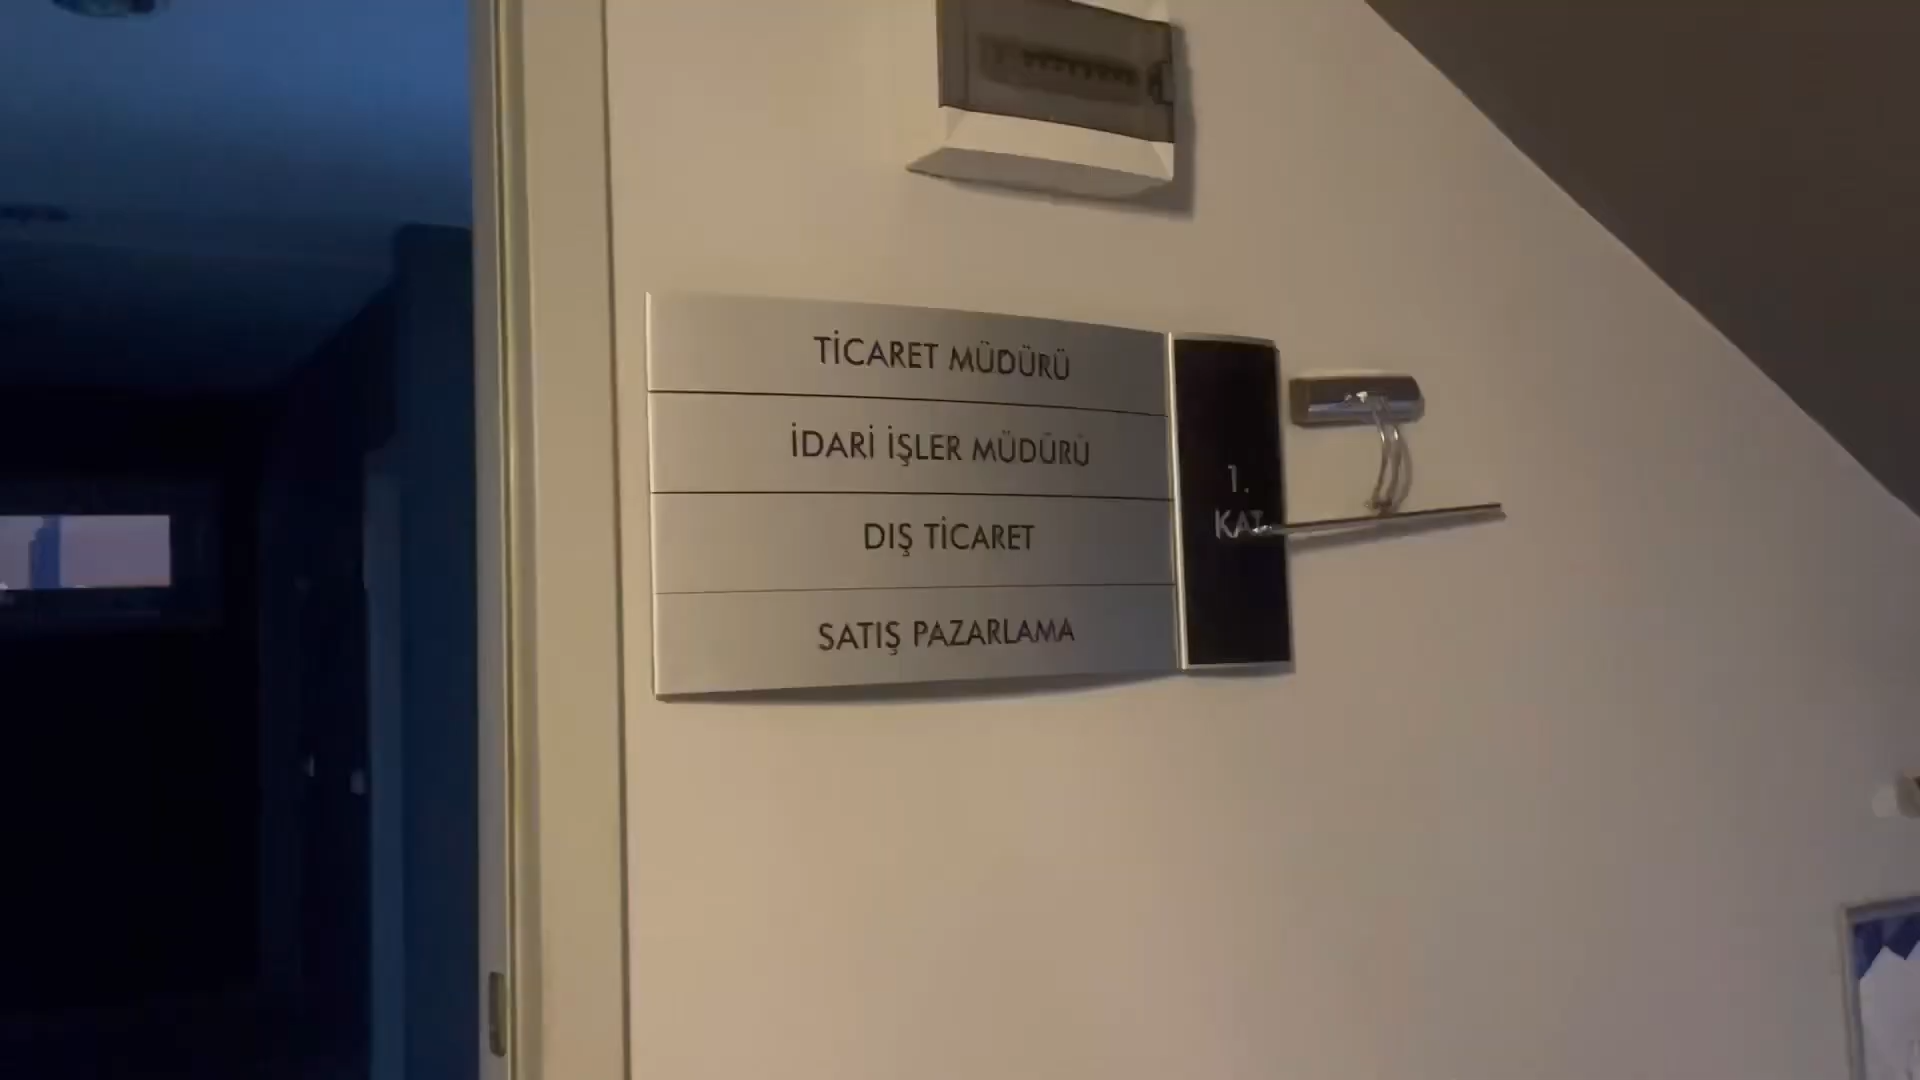 TİCARET MÜDÜRÜ
İDARİ İŞLER MÜDÜRÜ
DIŞ TİCARET
SATIŞ PAZARLAMA
1.
KAT